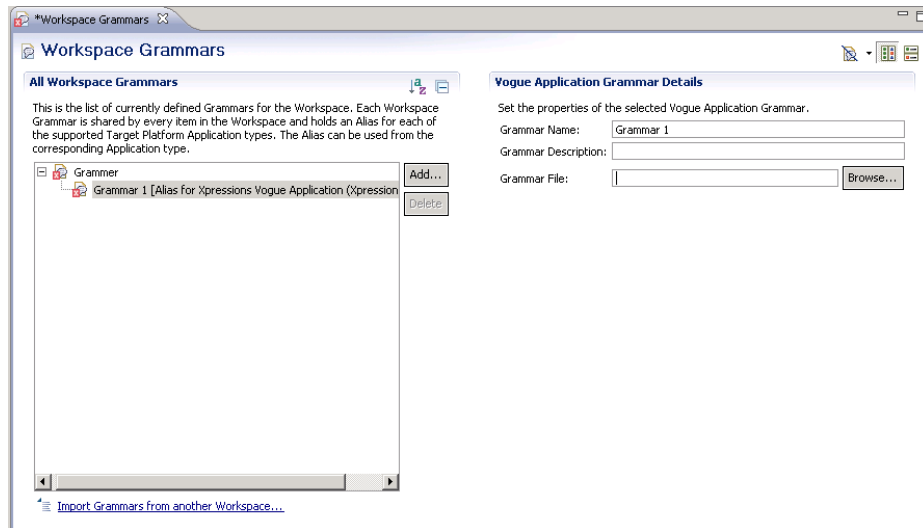 *Workspace Grammars
Workspace Grammars
All Workspace Grammars
This is the list of currently defined Grammars for the Workspace. Each Workspace
Grammar is shared by every item in the Workspace and holds an Alias for each of
the supported Target Platform Application types. The Alias can be used from the
corresponding Application type.
Grammer
Grammar 1 [Alias for Xpressions Vogue Application (Xpression
Add...
Delete
Import Grammars from another Workspace...
Vogue Application Grammar Details
Set the properties of the selected Vogue Application Grammar.
Grammar Name: Grammar 1
Grammar Description:
Grammar File:
Browse...